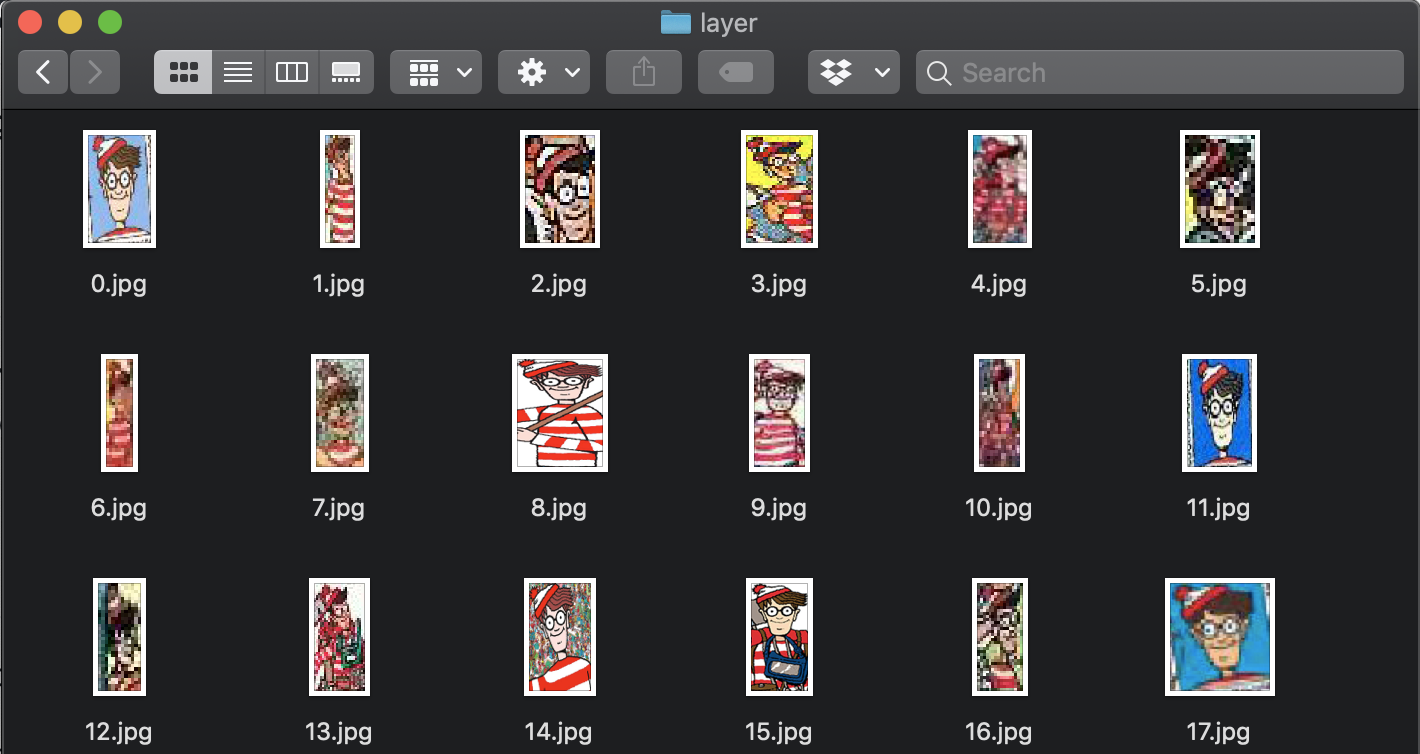 layer
Search
0.jpg 1.jpg 2.jpg 3.jpg 4.jpg 5.jpg
6.jpg 7.jpg 8.jpg 9.jpg 10.jpg 11.jpg
12.jpg 13.jpg 14.jpg 15.jpg 16.jpg 17.jpg